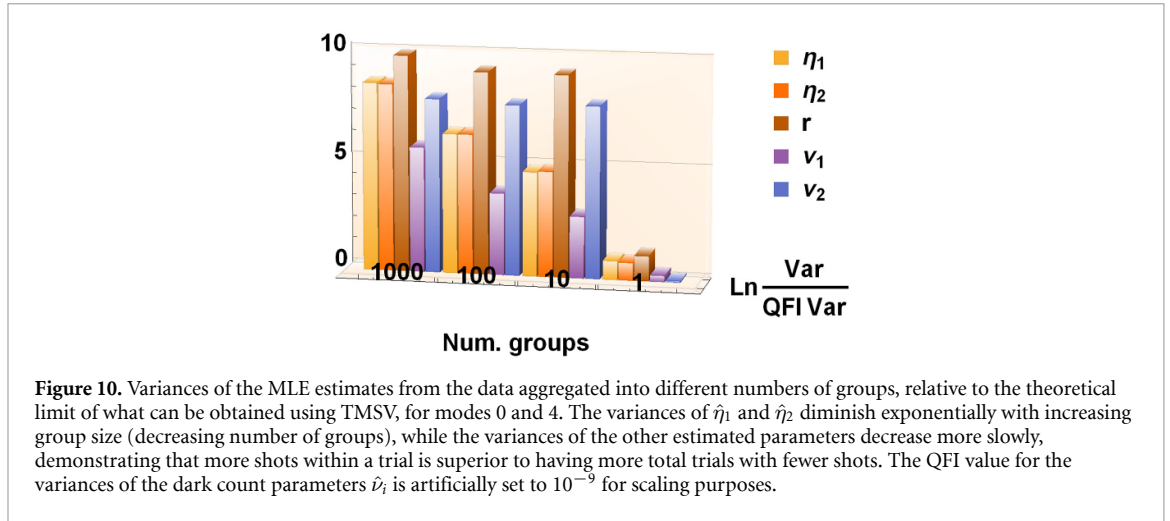 10
5
0
1000 100 10 1
Num. groups
η₁
η₂
r
ν₁
ν₂
Ln Var / QFI Var
Figure 10. Variances of the MLE estimates from the data aggregated into different numbers of groups, relative to the theoretical
limit of what can be obtained using TMSV, for modes 0 and 4. The variances of η̂₁ and η̂₂ diminish exponentially with increasing
group size (decreasing number of groups), while the variances of the other estimated parameters decrease more slowly,
demonstrating that more shots within a trial is superior to having more total trials with fewer shots. The QFI value for the
variances of the dark count parameters ν̂ᵢ is artificially set to 10⁻⁹ for scaling purposes.